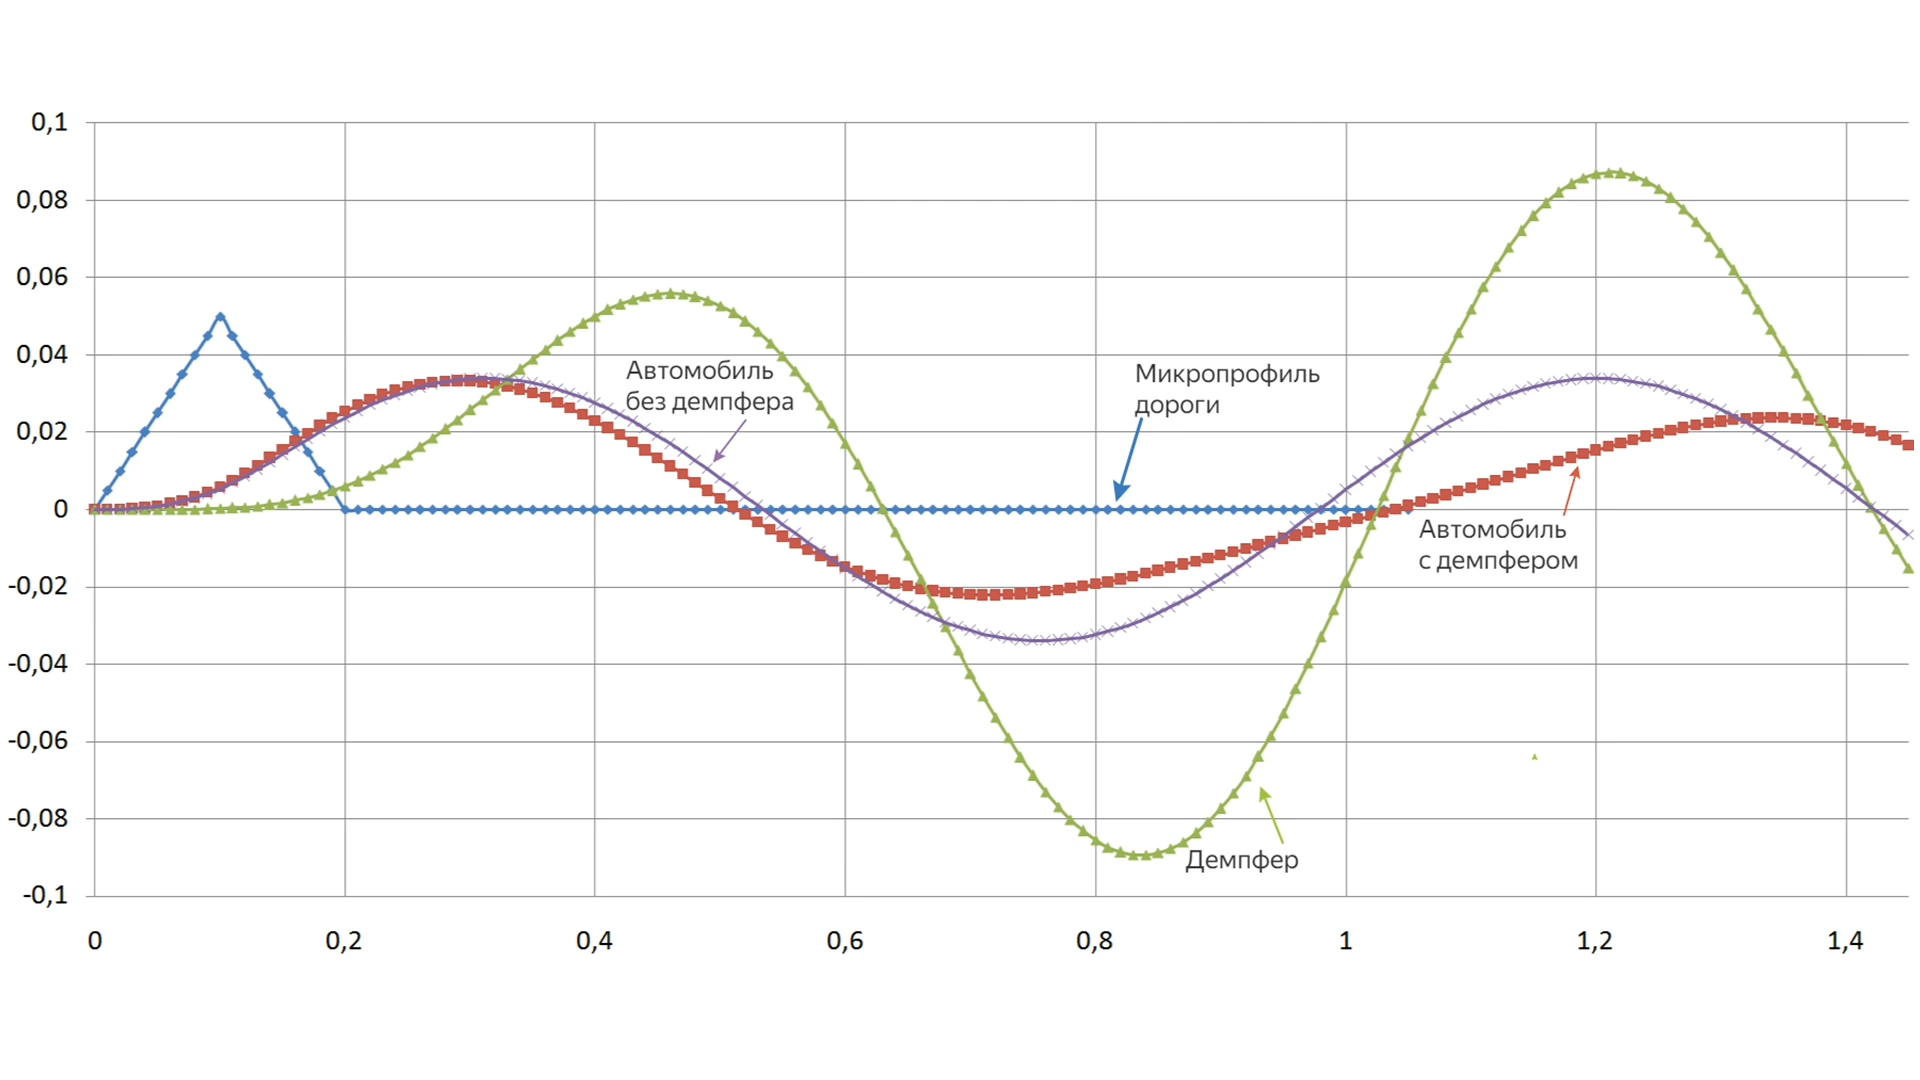 0,1
0,08
0,06
0,04
0,02
0
-0,02
-0,04
-0,06
-0,08
-0,1
Автомобиль
без демпфера
Микропрофиль
дороги
Автомобиль
с демпфером
Демпфер
0
0,2
0,4
0,6
0,8
1
1,2
1,4